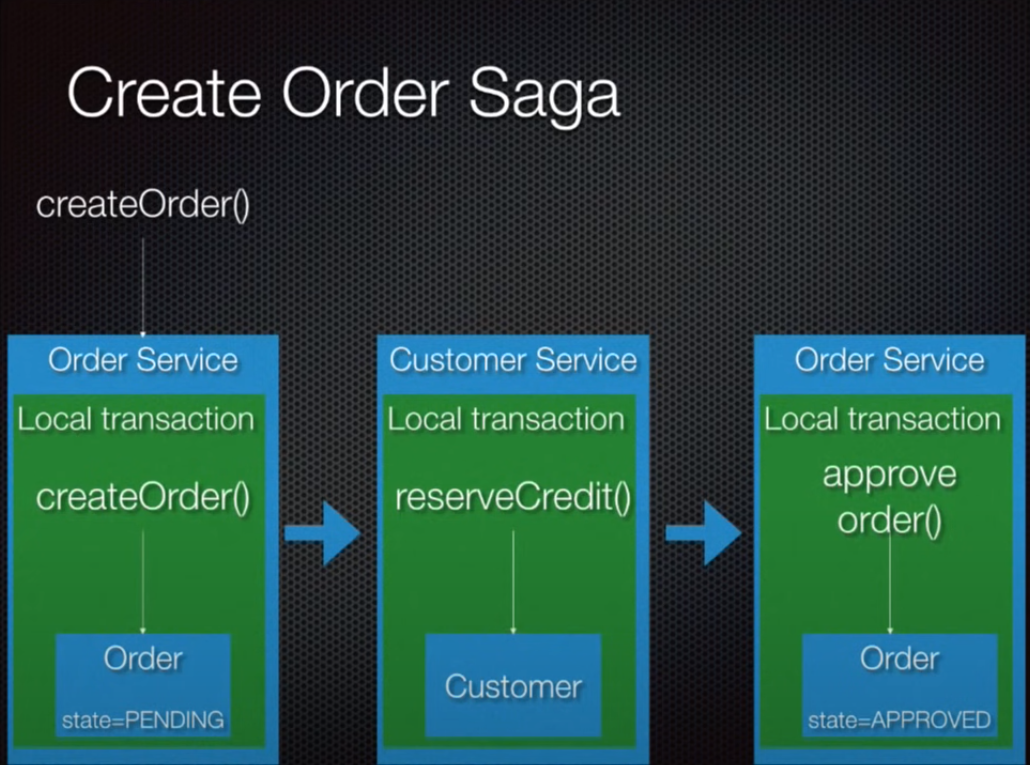 Create Order Saga
createOrder()
Order Service
Local transaction
createOrder()
Order
state=PENDING
Customer Service
Local transaction
reserveCredit()
Customer
Order Service
Local transaction
approve
order()
Order
state=APPROVED